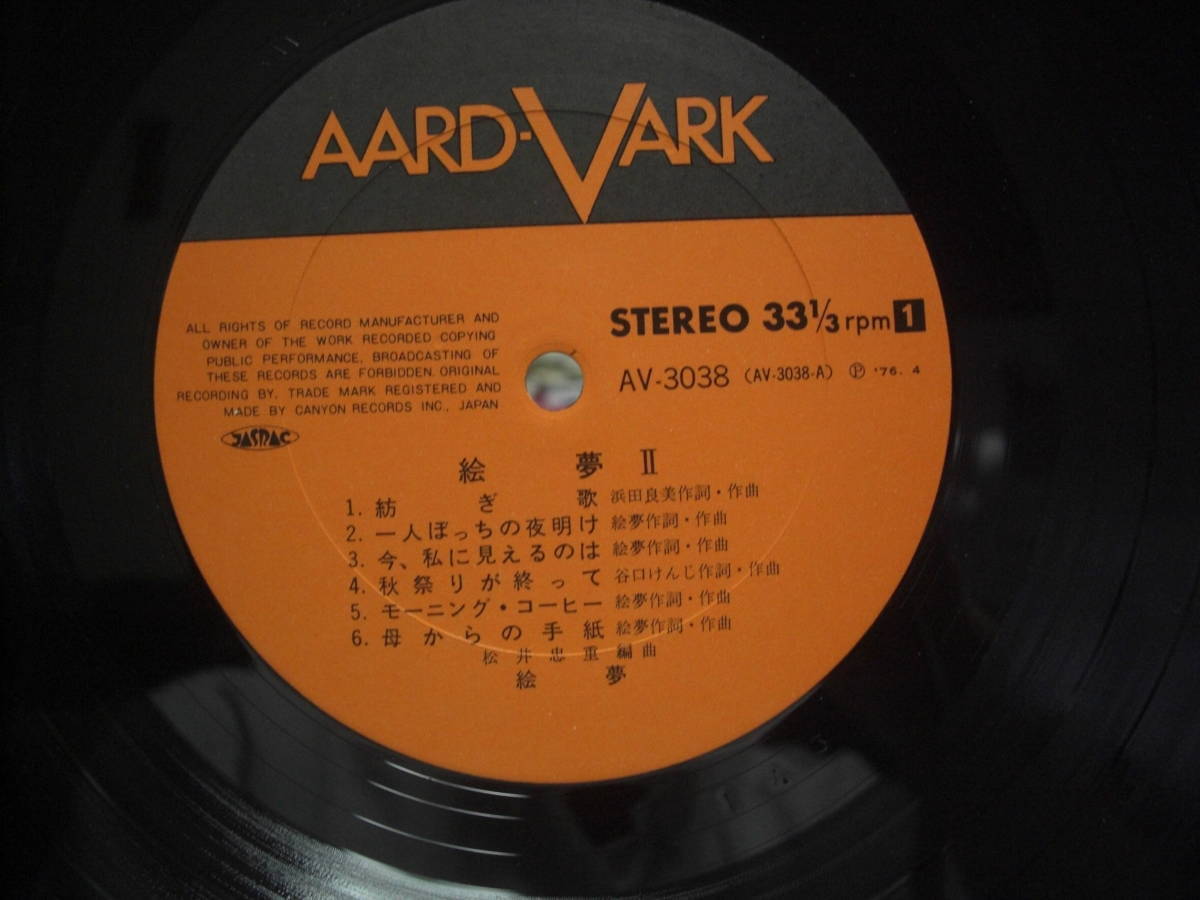 AARD-VARK
ALL RIGHTS OF RECORD MANUFACTURER AND
OWNER OF THE WORK RECORDED COPYING
PUBLIC PERFORMANCE, BROADCASTING OF
THESE RECORDS ARE FORBIDDEN. ORIGINAL
RECORDING BY, TRADE MARK REGISTERED AND
MADE BY CANYON RECORDS INC., JAPAN
JASRAC
STEREO 33 1/3 rpm 1
AV-3038 (AV-3038-A) Ⓟ '76. 4
絵夢 II
1. 紡ぎ歌 浜田良美作詞・作曲
2. 一人ぼっちの夜明け 絵夢作詞・作曲
3. 今、私に見えるのは 絵夢作詞・作曲
4. 秋祭りが終って 谷口けんじ作詞・作曲
5. モーニング・コーヒー 絵夢作詞・作曲
6. 母からの手紙 絵夢作詞・作曲
松井忠重編曲
絵夢